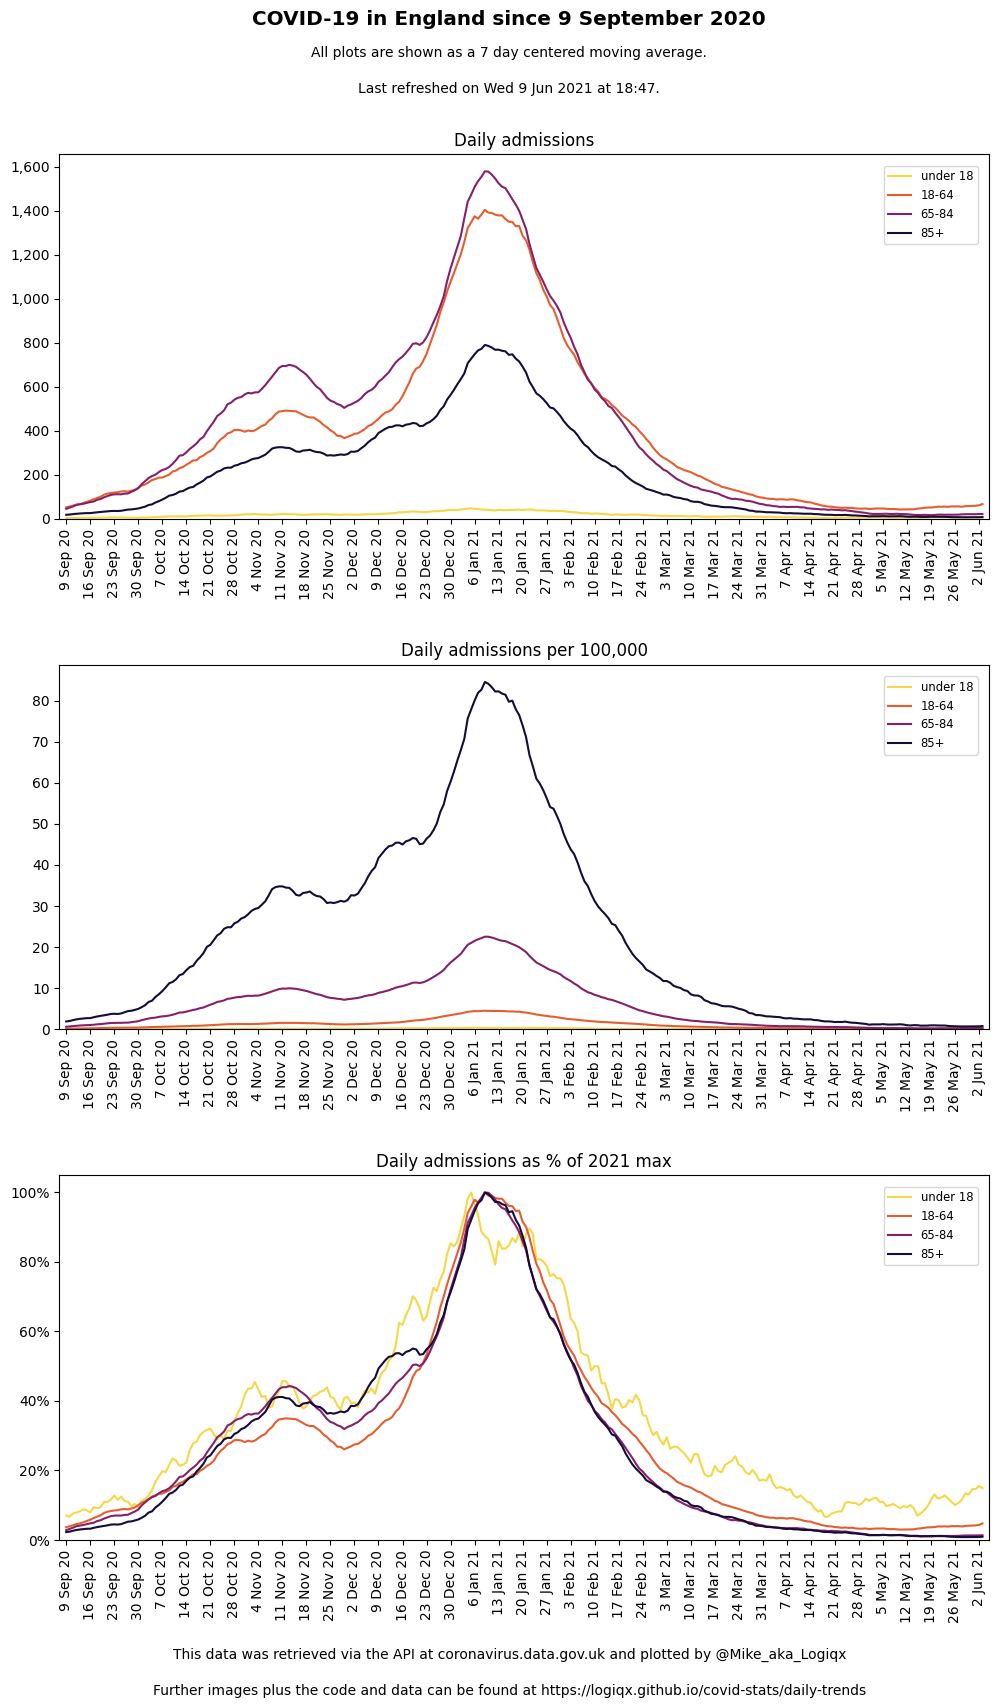 COVID-19 in England since 9 September 2020
All plots are shown as a 7 day centered moving average.
Last refreshed on Wed 9 Jun 2021 at 18:47.
Daily admissions
1,600
1,400
1,200
1,000
800
600
400
200
0
under 18
18-64
65-84
85+
9 Sep 20
16 Sep 20
23 Sep 20
30 Sep 20
7 Oct 20
14 Oct 20
21 Oct 20
28 Oct 20
4 Nov 20
11 Nov 20
18 Nov 20
25 Nov 20
2 Dec 20
9 Dec 20
16 Dec 20
23 Dec 20
30 Dec 20
6 Jan 21
13 Jan 21
20 Jan 21
27 Jan 21
3 Feb 21
10 Feb 21
17 Feb 21
24 Feb 21
3 Mar 21
10 Mar 21
17 Mar 21
24 Mar 21
31 Mar 21
7 Apr 21
14 Apr 21
21 Apr 21
28 Apr 21
5 May 21
12 May 21
19 May 21
26 May 21
2 Jun 21
Daily admissions per 100,000
80
70
60
50
40
30
20
10
0
under 18
18-64
65-84
85+
9 Sep 20
16 Sep 20
23 Sep 20
30 Sep 20
7 Oct 20
14 Oct 20
21 Oct 20
28 Oct 20
4 Nov 20
11 Nov 20
18 Nov 20
25 Nov 20
2 Dec 20
9 Dec 20
16 Dec 20
23 Dec 20
30 Dec 20
6 Jan 21
13 Jan 21
20 Jan 21
27 Jan 21
3 Feb 21
10 Feb 21
17 Feb 21
24 Feb 21
3 Mar 21
10 Mar 21
17 Mar 21
24 Mar 21
31 Mar 21
7 Apr 21
14 Apr 21
21 Apr 21
28 Apr 21
5 May 21
12 May 21
19 May 21
26 May 21
2 Jun 21
Daily admissions as % of 2021 max
100%
80%
60%
40%
20%
0%
under 18
18-64
65-84
85+
9 Sep 20
16 Sep 20
23 Sep 20
30 Sep 20
7 Oct 20
14 Oct 20
21 Oct 20
28 Oct 20
4 Nov 20
11 Nov 20
18 Nov 20
25 Nov 20
2 Dec 20
9 Dec 20
16 Dec 20
23 Dec 20
30 Dec 20
6 Jan 21
13 Jan 21
20 Jan 21
27 Jan 21
3 Feb 21
10 Feb 21
17 Feb 21
24 Feb 21
3 Mar 21
10 Mar 21
17 Mar 21
24 Mar 21
31 Mar 21
7 Apr 21
14 Apr 21
21 Apr 21
28 Apr 21
5 May 21
12 May 21
19 May 21
26 May 21
2 Jun 21
This data was retrieved via the API at coronavirus.data.gov.uk and plotted by @Mike_aka_Logiqx
Further images plus the code and data can be found at https://logiqx.github.io/covid-stats/daily-trends